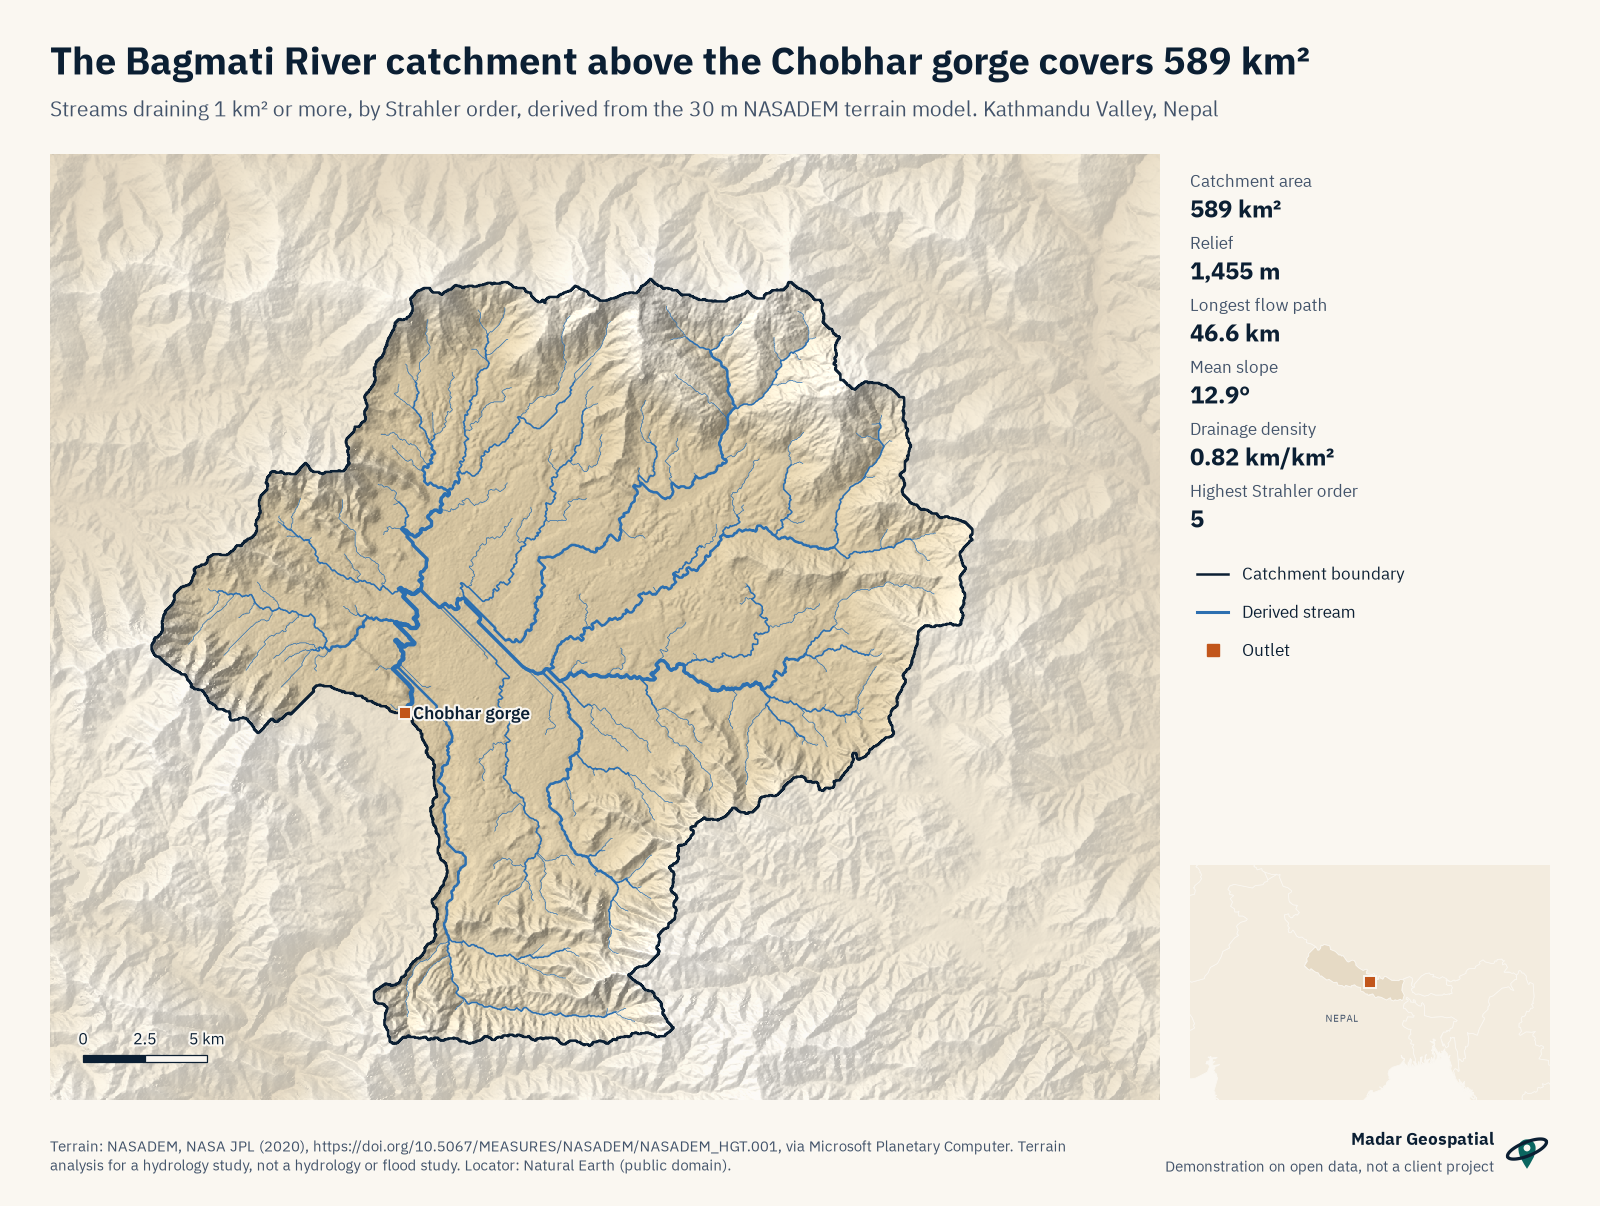 The Bagmati River catchment above the Chobhar gorge covers 589 km²
Streams draining 1 km² or more, by Strahler order, derived from the 30 m NASADEM terrain model. Kathmandu Valley, Nepal
Catchment area
589 km²
Relief
1,455 m
Longest flow path
46.6 km
Mean slope
12.9°
Drainage density
0.82 km/km²
Highest Strahler order
5
Catchment boundary
Derived stream
Outlet
Chobhar gorge
0 2.5 5 km
NEPAL
Terrain: NASADEM, NASA JPL (2020), https://doi.org/10.5067/MEASURES/NASADEM/NASADEM_HGT.001, via Microsoft Planetary Computer. Terrain
analysis for a hydrology study, not a hydrology or flood study. Locator: Natural Earth (public domain).
Madar Geospatial
Demonstration on open data, not a client project